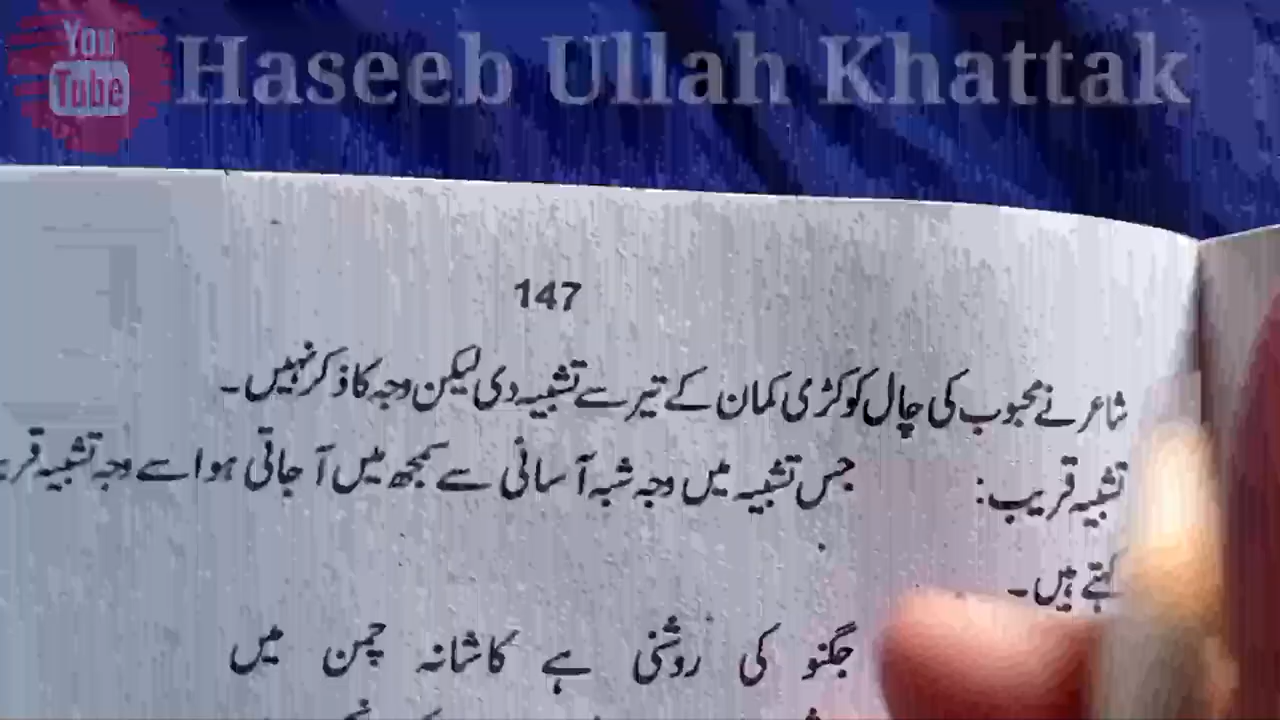 You
Tube
Haseeb Ullah Khattak
147
شاعر نے محبوب کی چال کو کڑی کمان کے تیر سے تشبیہ دی لیکن وجہ کا ذکر نہیں۔
تشبیہ قریب: جس تشبیہ میں وجہ شبہ آسانی سے سمجھ میں آ جاتی ہو اسے وجہ تشبیہ
کہتے ہیں۔
جگنو کی روشنی ہے کاشانہ چمن میں